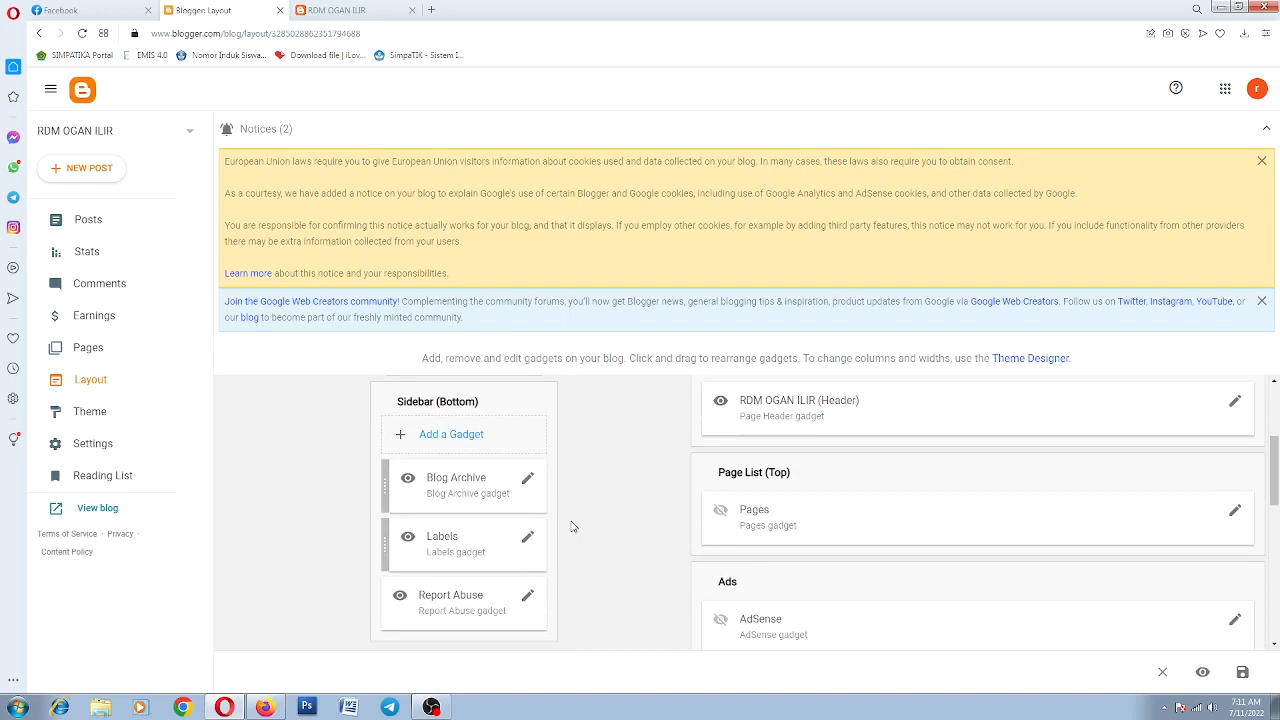 Facebook
Blogger: Layout
RDM OGAN ILIR
www.blogger.com/blog/layout/3285028862351794688
SIMPATIKA Portal
EMIS 4.0
Nomor Induk Siswa...
Download file | iLov...
SimpaTIK - Sistem I...
r
RDM OGAN ILIR
NEW POST
Posts
Stats
Comments
Earnings
Pages
Layout
Theme
Settings
Reading List
View blog
Terms of Service · Privacy ·
Content Policy
Notices (2)
European Union laws require you to give European Union visitors information about cookies used and data collected on your blog. In many cases, these laws also require you to obtain consent.
As a courtesy, we have added a notice on your blog to explain Google's use of certain Blogger and Google cookies, including use of Google Analytics and AdSense cookies, and other data collected by Google.
You are responsible for confirming this notice actually works for your blog, and that it displays. If you employ other cookies, for example by adding third party features, this notice may not work for you. If you include functionality from other providers
there may be extra information collected from your users.
Learn more about this notice and your responsibilities.
Join the Google Web Creators community! Complementing the community forums, you'll now get Blogger news, general blogging tips & inspiration, product updates from Google via Google Web Creators. Follow us on Twitter, Instagram, YouTube, or
our blog to become part of our freshly minted community.
Add, remove and edit gadgets on your blog. Click and drag to rearrange gadgets. To change columns and widths, use the Theme Designer.
Sidebar (Bottom)
Add a Gadget
Blog Archive
Blog Archive gadget
Labels
Labels gadget
Report Abuse
Report Abuse gadget
RDM OGAN ILIR (Header)
Page Header gadget
Page List (Top)
Pages
Pages gadget
Ads
AdSense
AdSense gadget
7:11 AM
7/11/2022